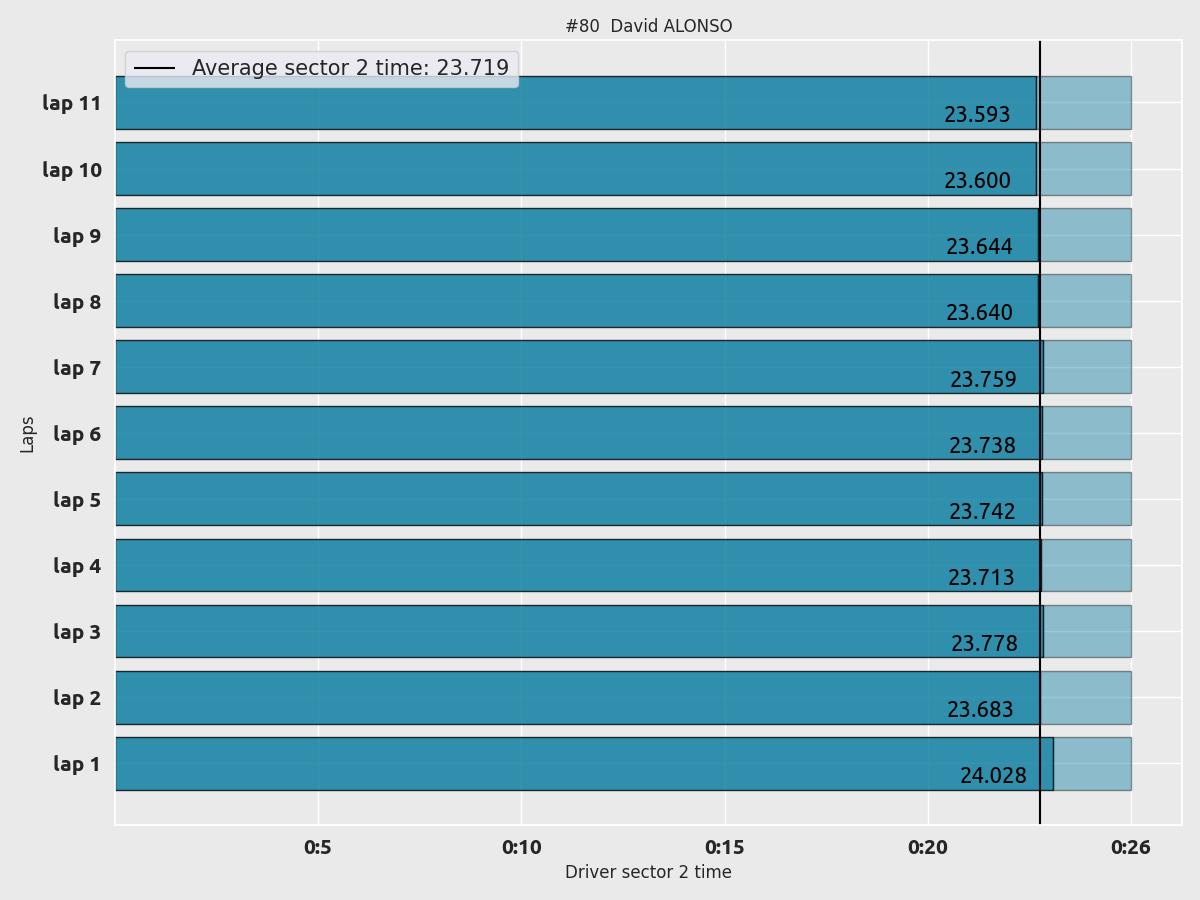 #80  David ALONSO
Average sector 2 time: 23.719
lap 11
23.593
lap 10
23.600
lap 9
23.644
lap 8
23.640
lap 7
23.759
lap 6
23.738
lap 5
23.742
lap 4
23.713
lap 3
23.778
lap 2
23.683
lap 1
24.028
Laps
0:5
0:10
0:15
0:20
0:26
Driver sector 2 time